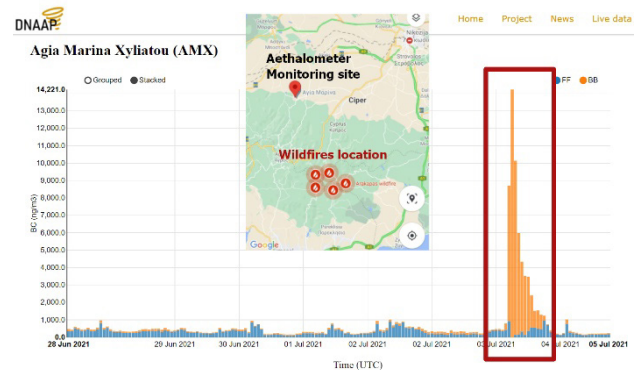 DNAAP
Home Project News Live data
Agia Marina Xyliatou (AMX)
Grouped Stacked
FF BB
Aethalometer
Monitoring site
Ciper
Wildfires location
Google
BC (ng/m3)
14,221.0
13,000.0
12,000.0
11,000.0
10,000.0
9,000.0
8,000.0
7,000.0
6,000.0
5,000.0
4,000.0
3,000.0
2,000.0
1,000.0
0.0
28 Jun 2021 29 Jun 2021 30 Jun 2021 01 Jul 2021 02 Jul 2021 02 Jul 2021 03 Jul 2021 04 Jul 2021 05 Jul 2021
Time (UTC)